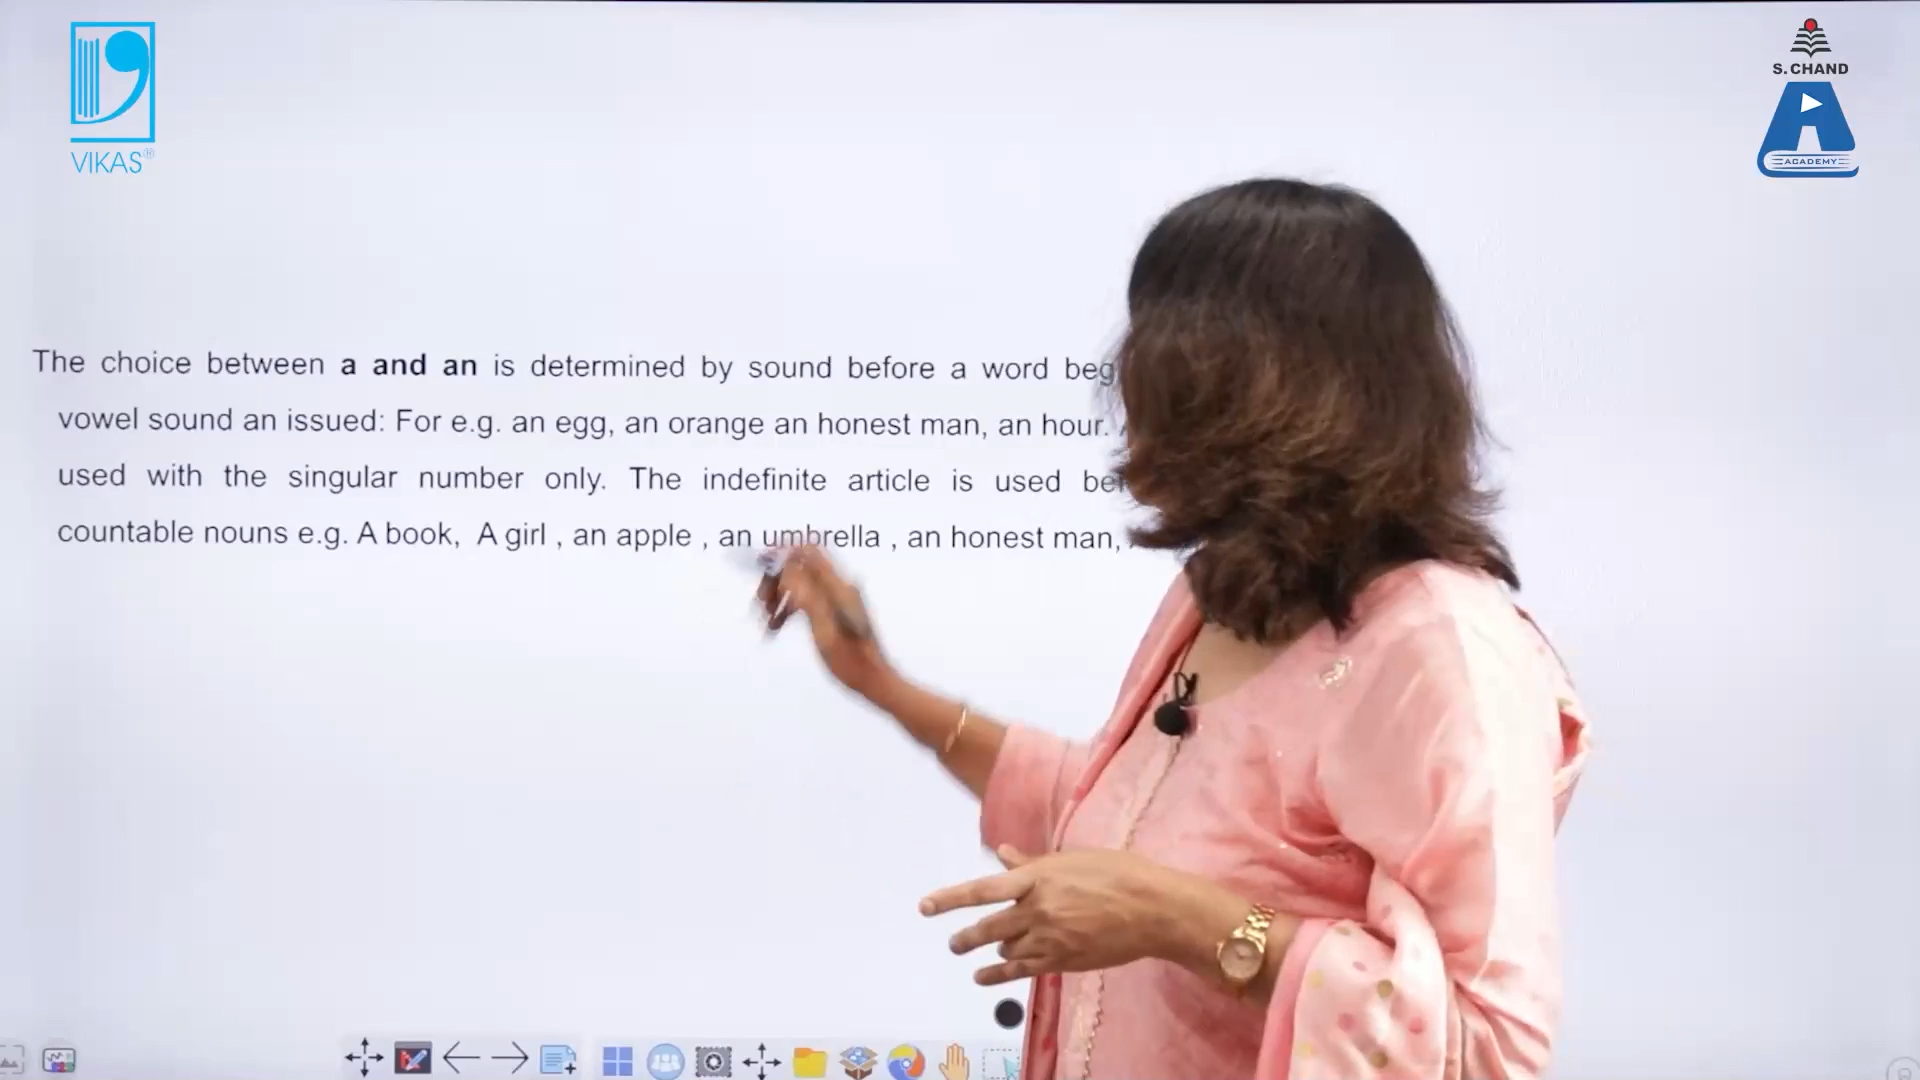 VIKAS®
S. CHAND
ACADEMY
The choice between a and an is determined by sound before a word
vowel sound an issued: For e.g. an egg, an orange an honest man, an hour.
used with the singular number only. The indefinite article is used
countable nouns e.g. A book, A girl , an apple , an umbrella , an honest man,